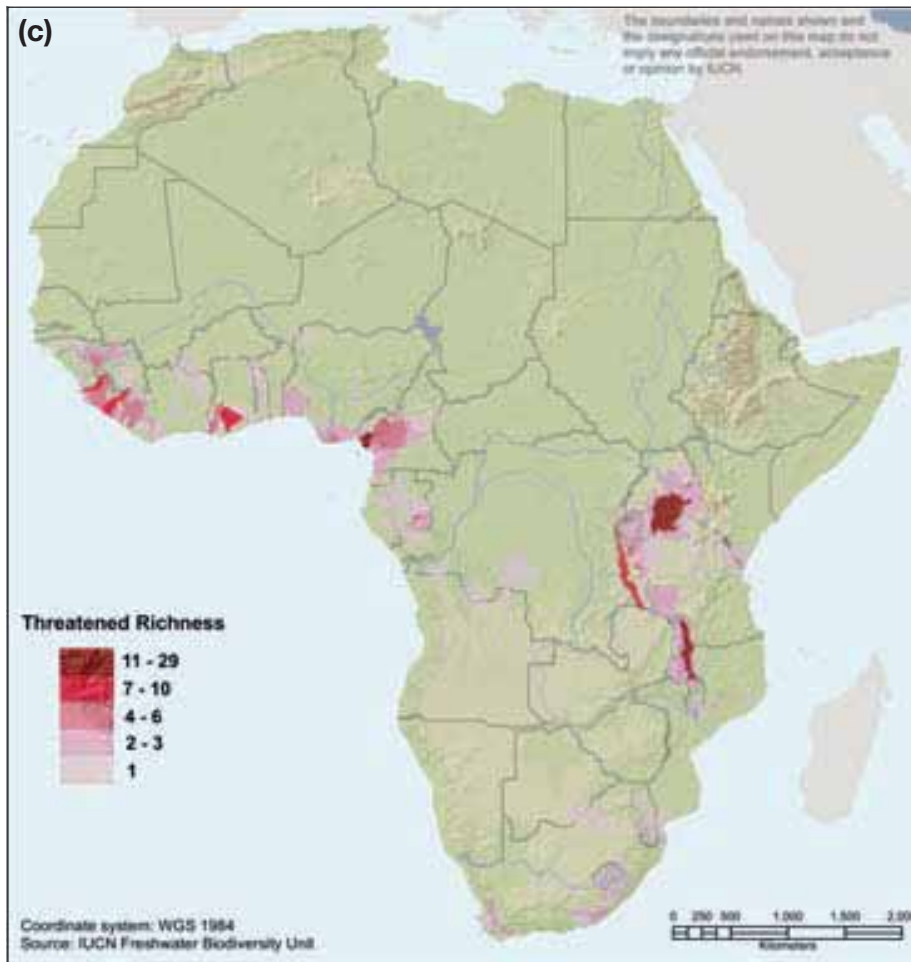 (c)
The boundaries and names shown and
the designations used on this map do not
imply any official endorsement, acceptance
or opinion by IUCN.
Threatened Richness
11 - 29
7 - 10
4 - 6
2 - 3
1
Coordinate system: WGS 1984
Source: IUCN Freshwater Biodiversity Unit
0 250 500 1,000 1,500 2,00
Kilometers